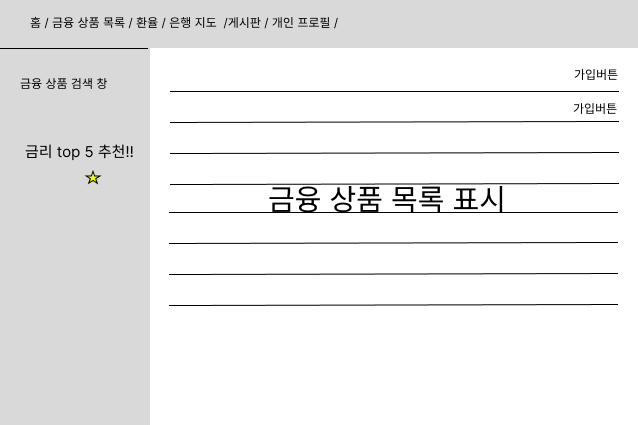 홈 / 금융 상품 목록 / 환율 / 은행 지도 /게시판 / 개인 프로필 /
금융 상품 검색 창
금리 top 5 추천!!
가입버튼
가입버튼
금융 상품 목록 표시